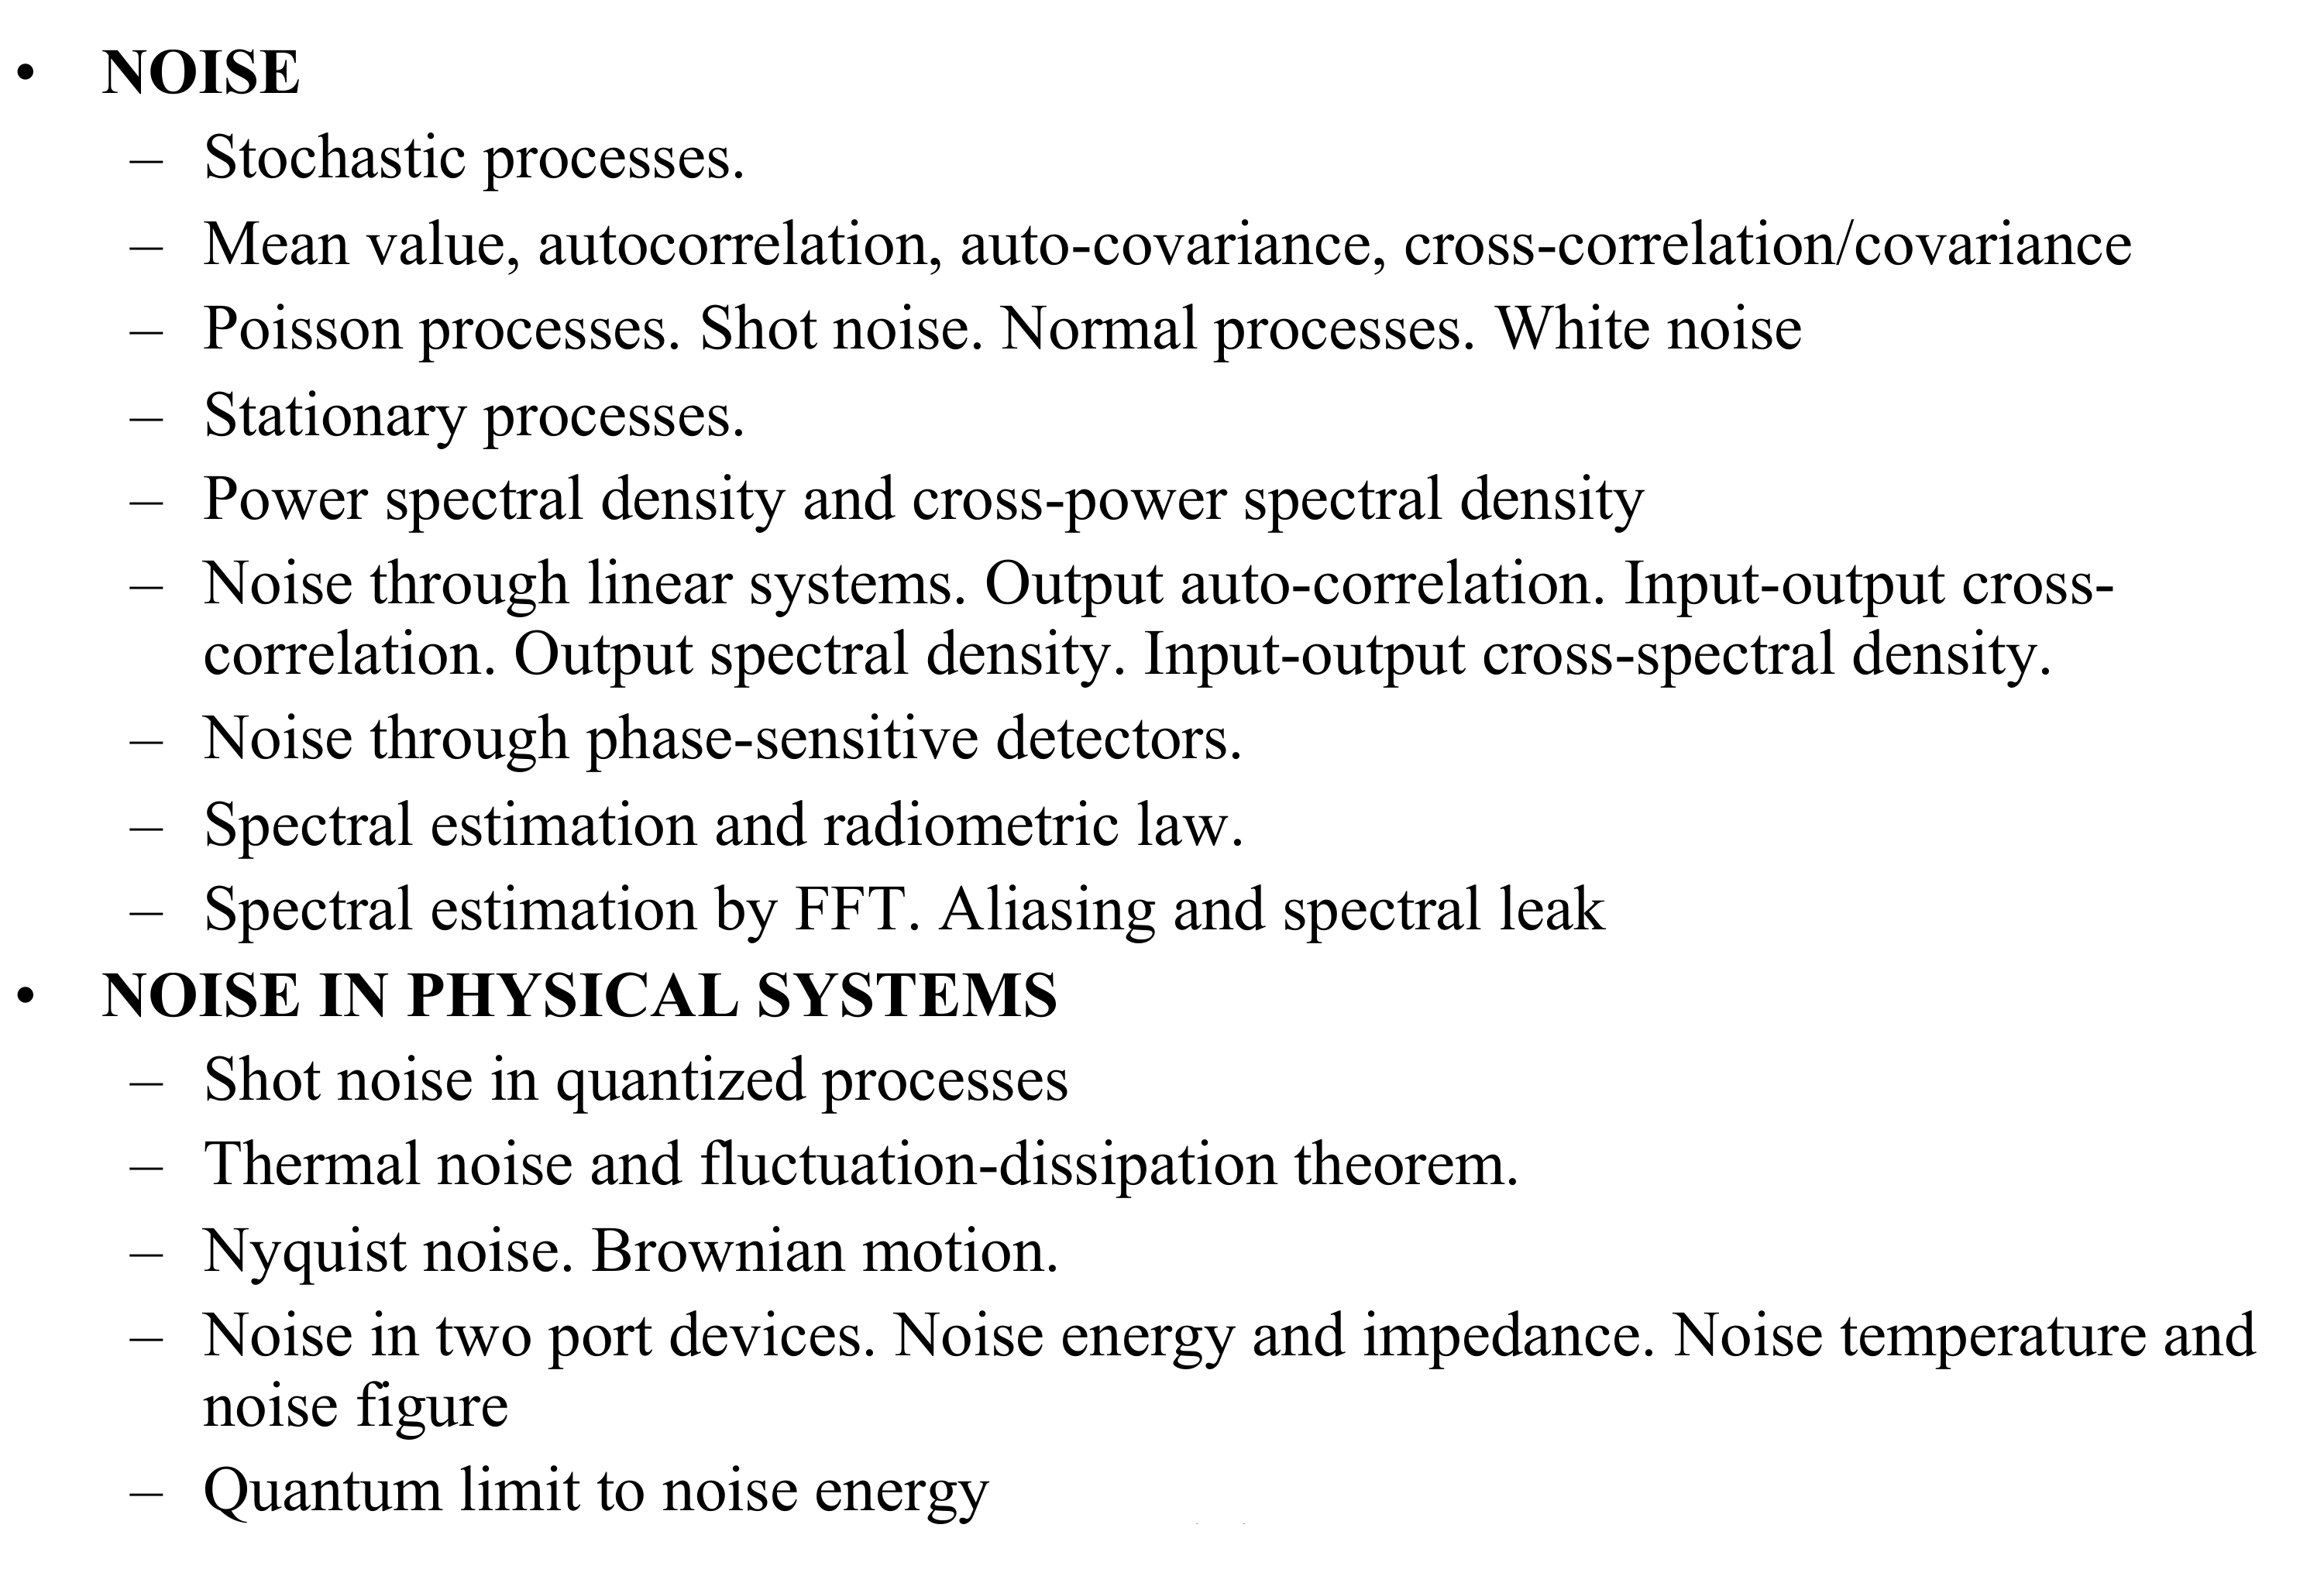 • NOISE
– Stochastic processes.
– Mean value, autocorrelation, auto-covariance, cross-correlation/covariance
– Poisson processes. Shot noise. Normal processes. White noise
– Stationary processes.
– Power spectral density and cross-power spectral density
– Noise through linear systems. Output auto-correlation. Input-output cross-
correlation. Output spectral density. Input-output cross-spectral density.
– Noise through phase-sensitive detectors.
– Spectral estimation and radiometric law.
– Spectral estimation by FFT. Aliasing and spectral leak
• NOISE IN PHYSICAL SYSTEMS
– Shot noise in quantized processes
– Thermal noise and fluctuation-dissipation theorem.
– Nyquist noise. Brownian motion.
– Noise in two port devices. Noise energy and impedance. Noise temperature and
noise figure
– Quantum limit to noise energy